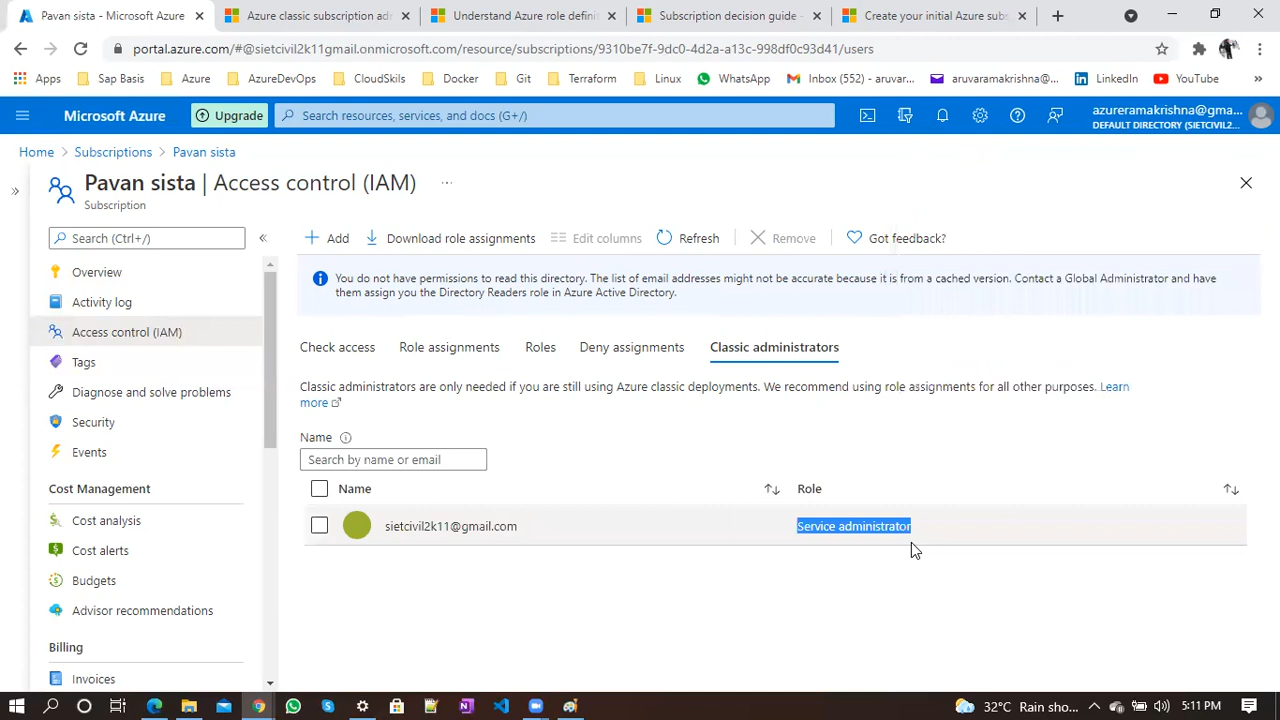 Pavan sista - Microsoft Azure
Azure classic subscription adm
Understand Azure role definiti
Subscription decision guide -
Create your initial Azure subs
portal.azure.com/#@sietcivil2k11gmail.onmicrosoft.com/resource/subscriptions/9310be7f-9dc0-4d2a-a13c-998df0c93d41/users
Apps Sap Basis Azure AzureDevOps CloudSkils Docker Git Terraform Linux WhatsApp Inbox (552) - aruvar... aruvaramakrishna@... LinkedIn YouTube »
Microsoft Azure
Upgrade
Search resources, services, and docs (G+/)
azureramakrishna@gma...
DEFAULT DIRECTORY (SIETCIVIL2...
Home > Subscriptions > Pavan sista
Pavan sista | Access control (IAM) ...
Subscription
Search (Ctrl+/)
Overview
Activity log
Access control (IAM)
Tags
Diagnose and solve problems
Security
Events
Cost Management
Cost analysis
Cost alerts
Budgets
Advisor recommendations
Billing
Invoices
Add Download role assignments Edit columns Refresh Remove Got feedback?
You do not have permissions to read this directory. The list of email addresses might not be accurate because it is from a cached version. Contact a Global Administrator and have
them assign you the Directory Readers role in Azure Active Directory.
Check access Role assignments Roles Deny assignments Classic administrators
Classic administrators are only needed if you are still using Azure classic deployments. We recommend using role assignments for all other purposes. Learn
more
Name
Search by name or email
Name Role
sietcivil2k11@gmail.com Service administrator
32°C Rain sho... 5:11 PM